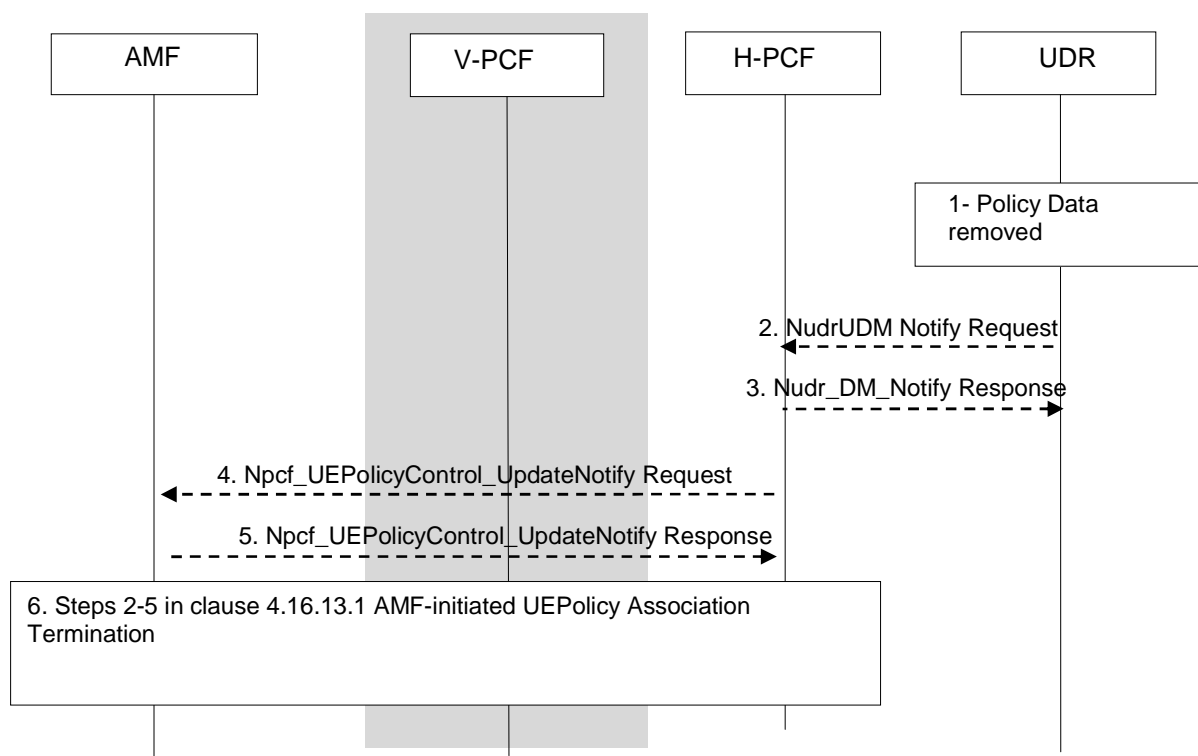 AMF
V-PCF
H-PCF
UDR
1- Policy Data
removed
2. NudrUDM Notify Request
3. Nudr_DM_Notify Response
4. Npcf_UEPolicyControl_UpdateNotify Request
5. Npcf_UEPolicyControl_UpdateNotify Response
6. Steps 2-5 in clause 4.16.13.1 AMF-initiated UEPolicy Association
Termination